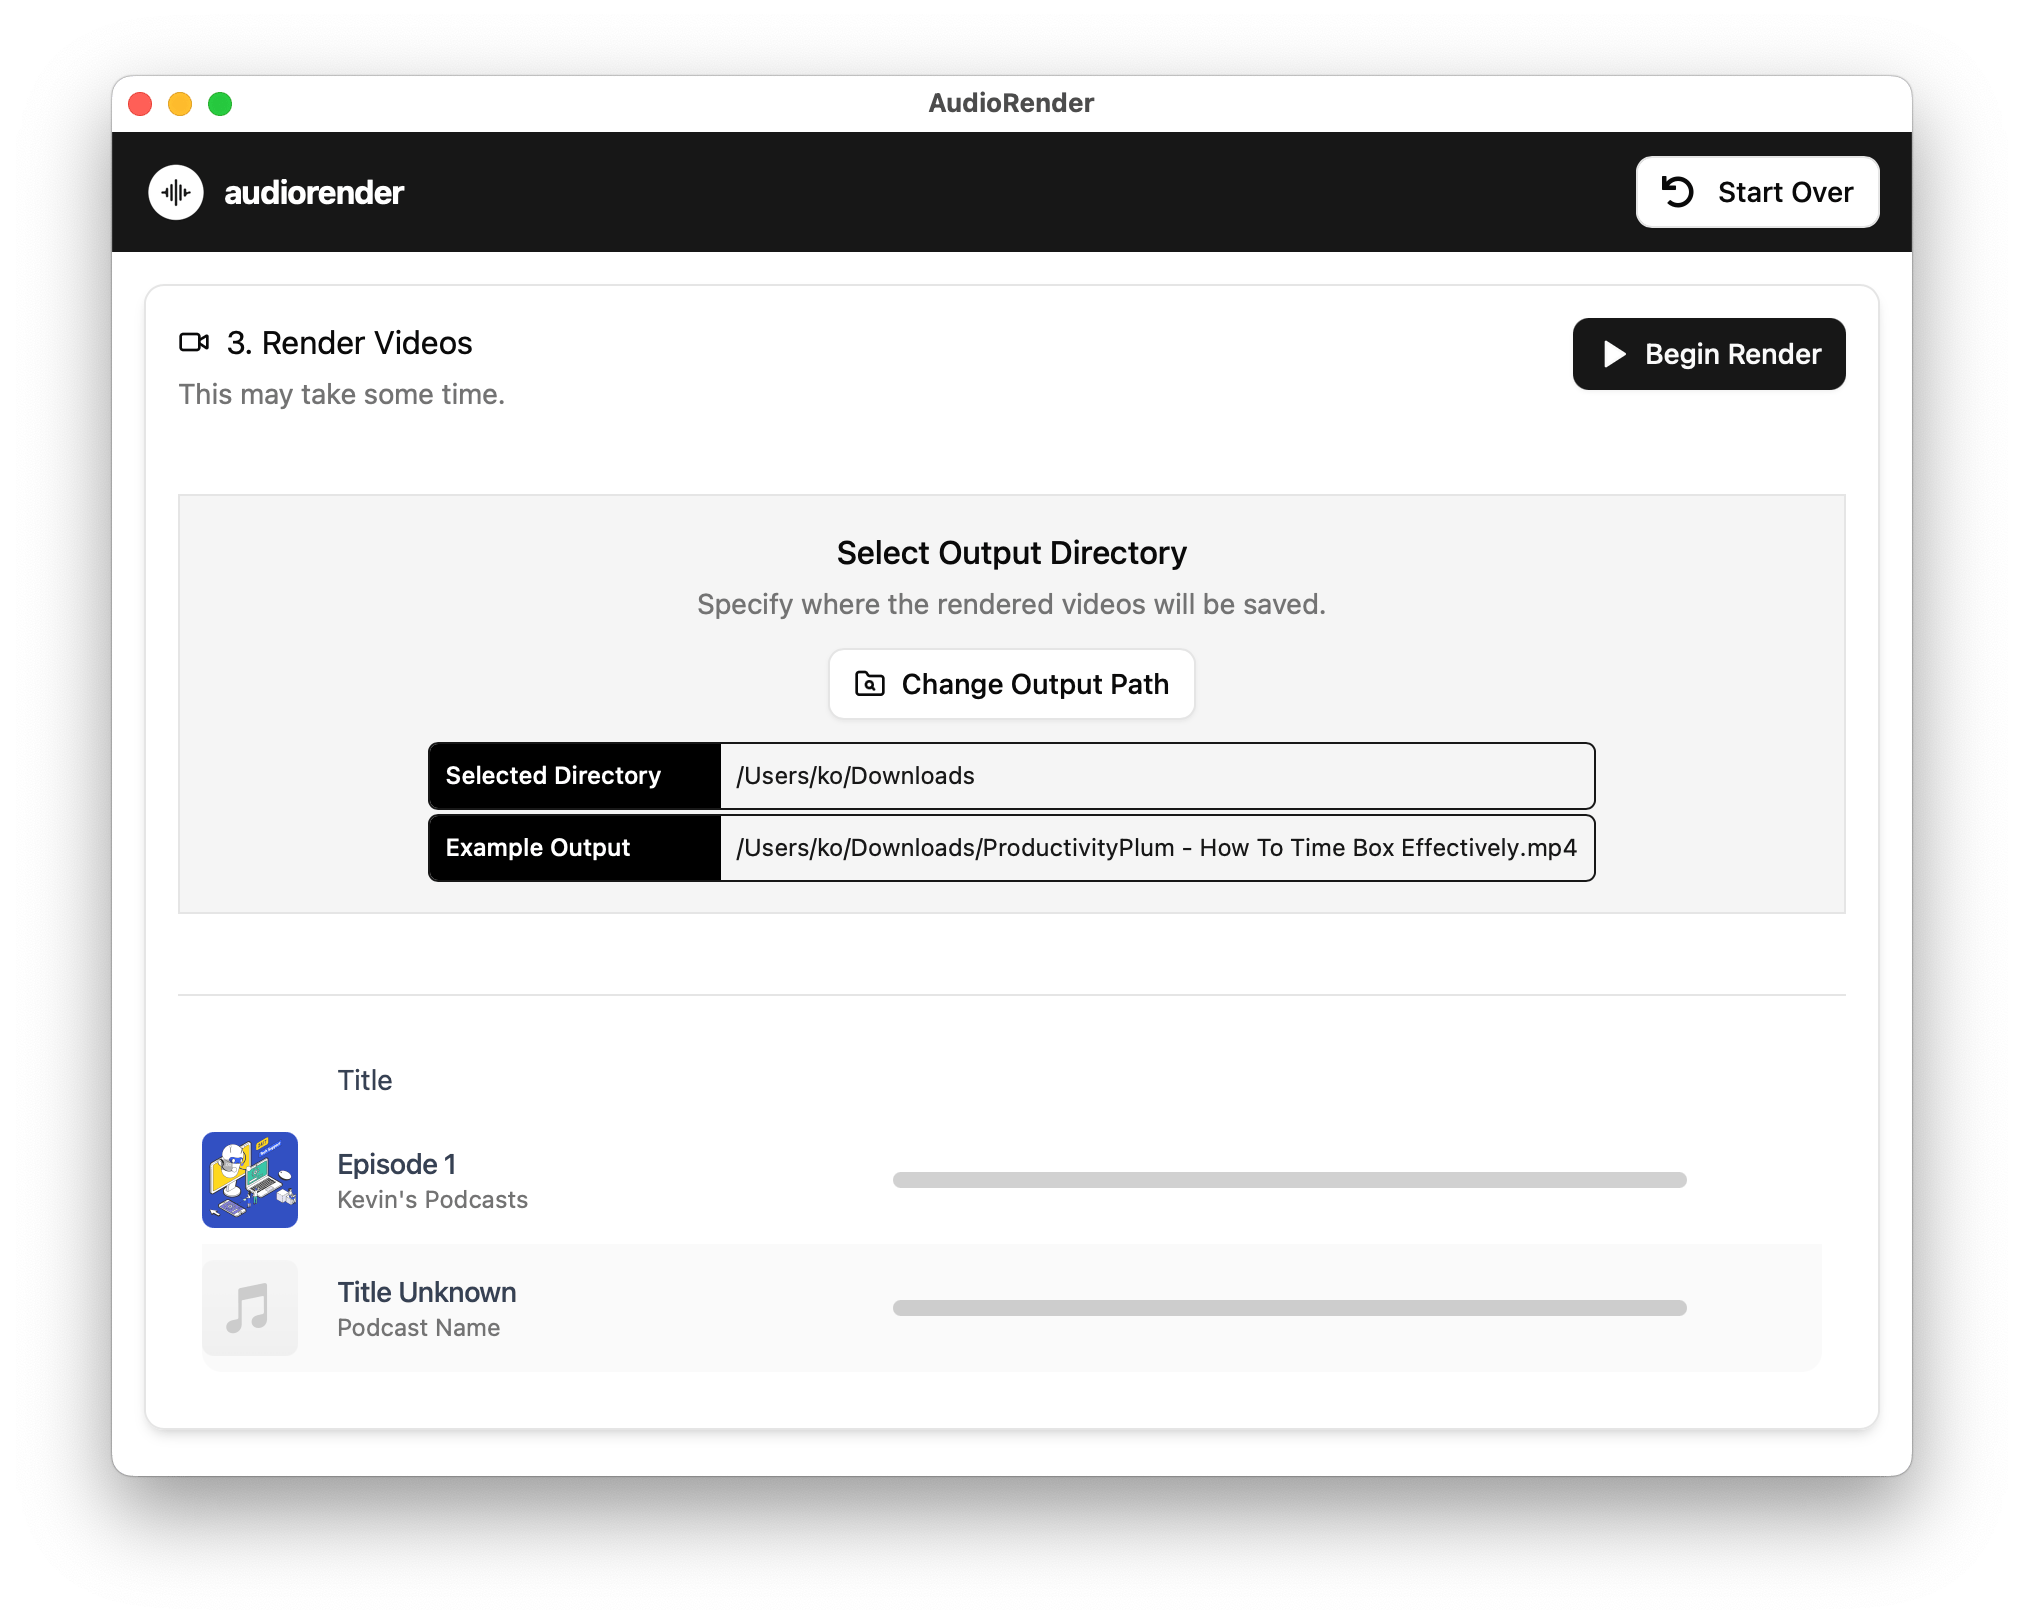 AudioRender
audiorender
Start Over
3. Render Videos
Begin Render
This may take some time.
Select Output Directory
Specify where the rendered videos will be saved.
Change Output Path
Selected Directory /Users/ko/Downloads
Example Output /Users/ko/Downloads/ProductivityPlum - How To Time Box Effectively.mp4
Title
Episode 1
Kevin's Podcasts
Title Unknown
Podcast Name